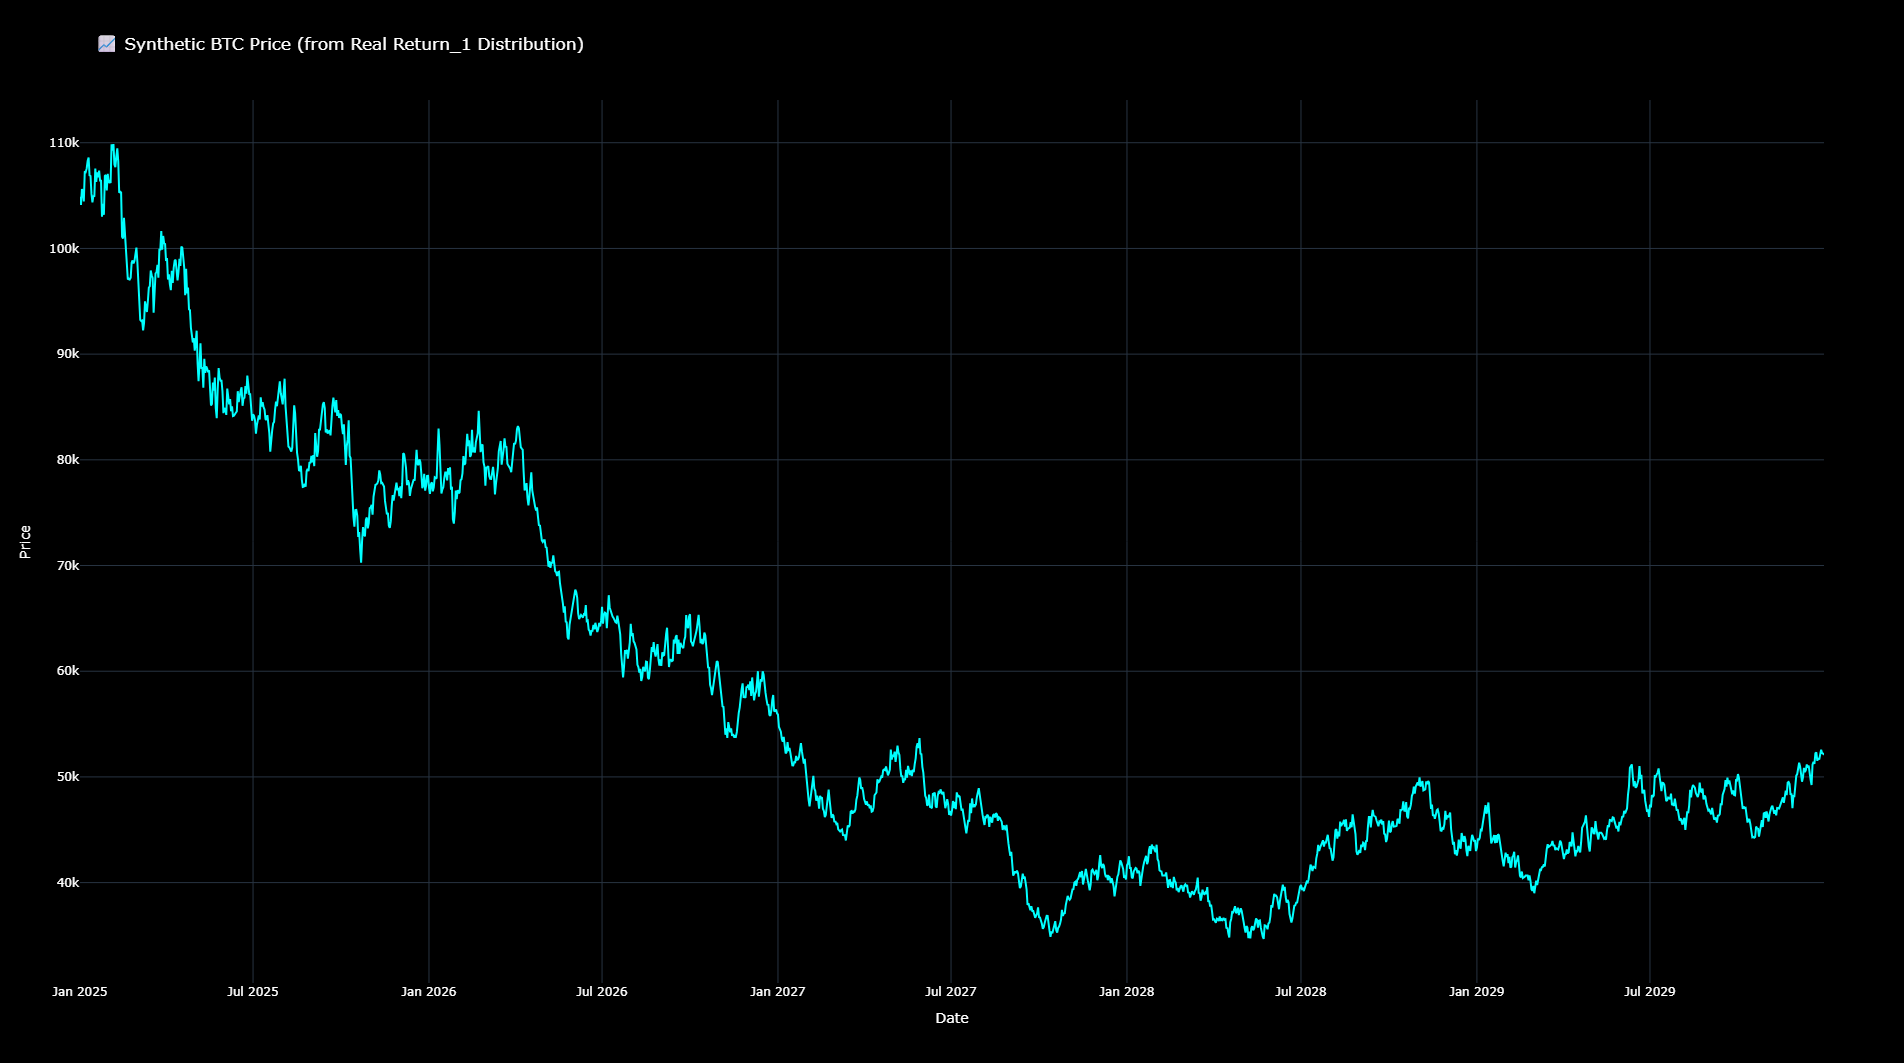 📈 Synthetic BTC Price (from Real Return_1 Distribution)
110k
100k
90k
80k
70k
60k
50k
40k
Price
Jan 2025
Jul 2025
Jan 2026
Jul 2026
Jan 2027
Jul 2027
Jan 2028
Jul 2028
Jan 2029
Jul 2029
Date